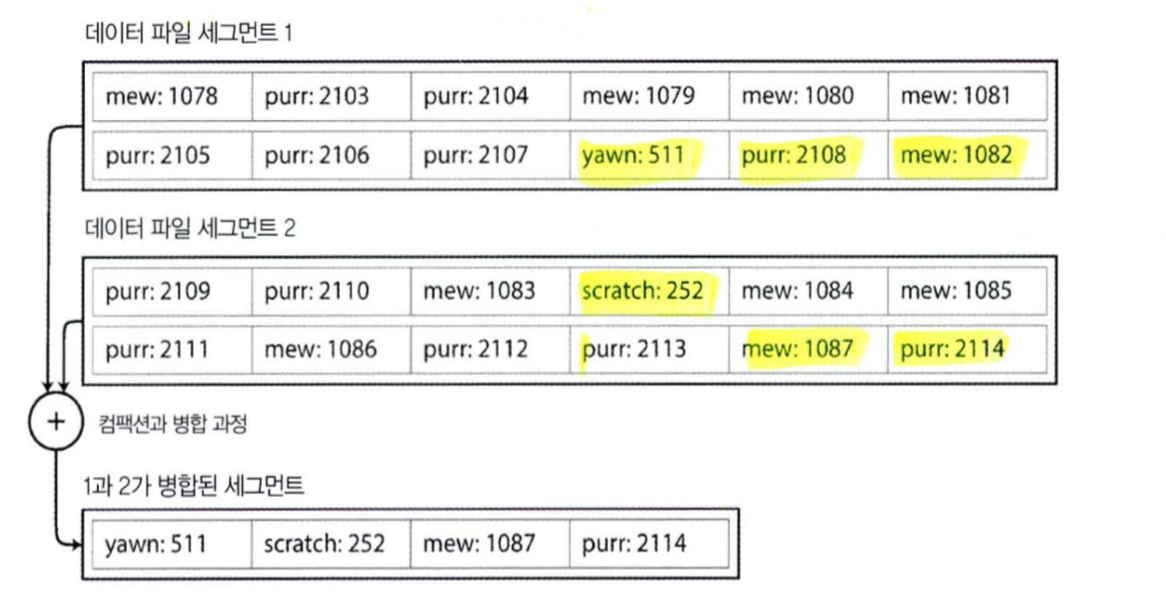 데이터 파일 세그먼트 1
mew: 1078 purr: 2103 purr: 2104 mew: 1079 mew: 1080 mew: 1081
purr: 2105 purr: 2106 purr: 2107 yawn: 511 purr: 2108 mew: 1082
데이터 파일 세그먼트 2
purr: 2109 purr: 2110 mew: 1083 scratch: 252 mew: 1084 mew: 1085
purr: 2111 mew: 1086 purr: 2112 purr: 2113 mew: 1087 purr: 2114
+ 컴팩션과 병합 과정
1과 2가 병합된 세그먼트
yawn: 511 scratch: 252 mew: 1087 purr: 2114